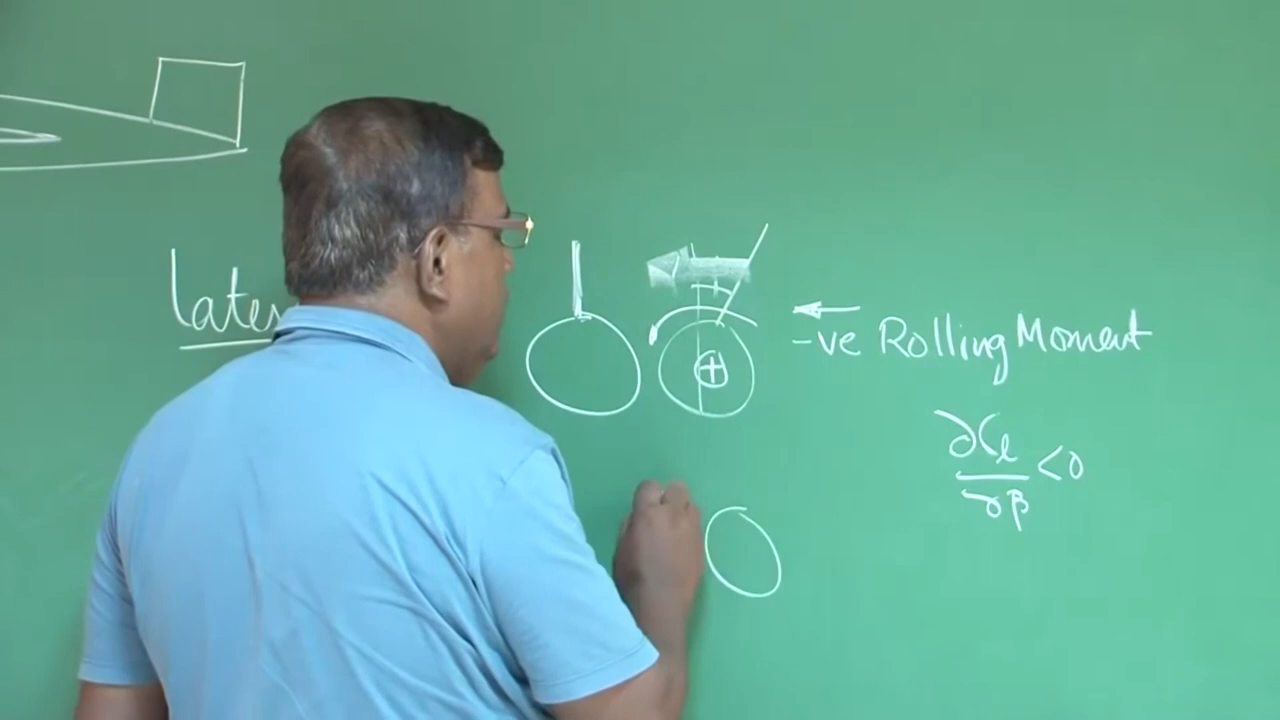 -ve Rolling Moment
∂Cl/∂β <0